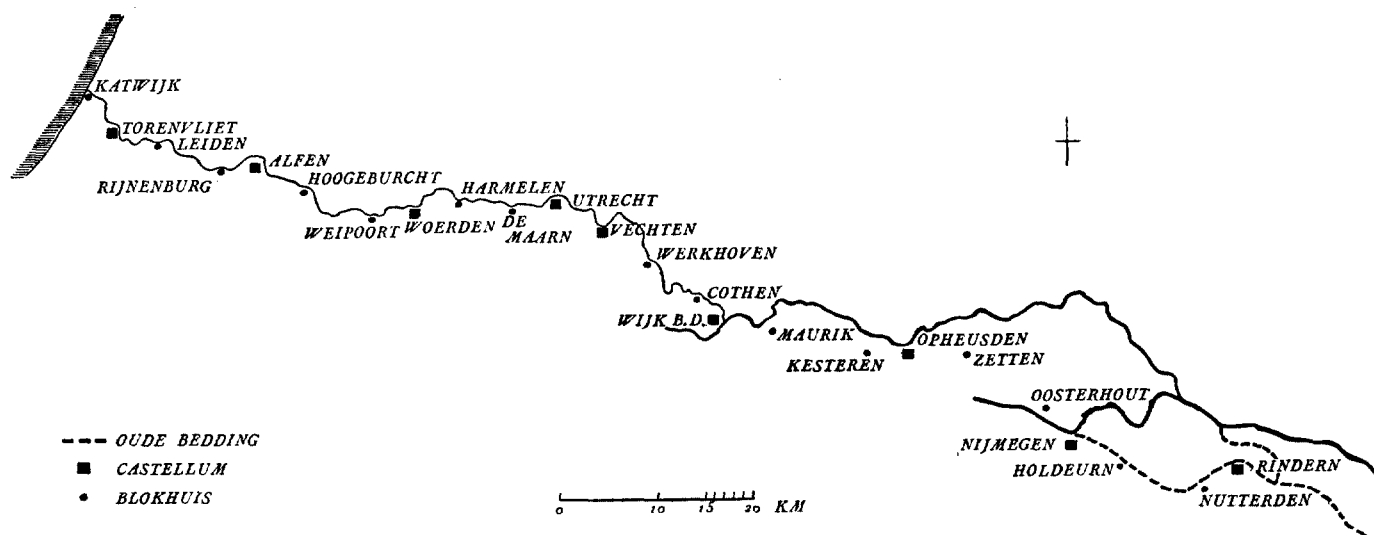 KATWIJK
TORENVLIET
LEIDEN
ALFEN
RIJNENBURG
HOOGEBURCHT
HARMELEN
UTRECHT
WEIPOORT
WOERDEN
DE
MAARN
VECHTEN
WERKHOVEN
COTHEN
WIJK B.D.
MAURIK
OPHEUSDEN
KESTEREN
ZETTEN
OOSTERHOUT
NIJMEGEN
HOLDEURN
RINDERN
NUTTERDEN
OUDE BEDDING
CASTELLUM
BLOKHUIS
0 10 15 20 KM